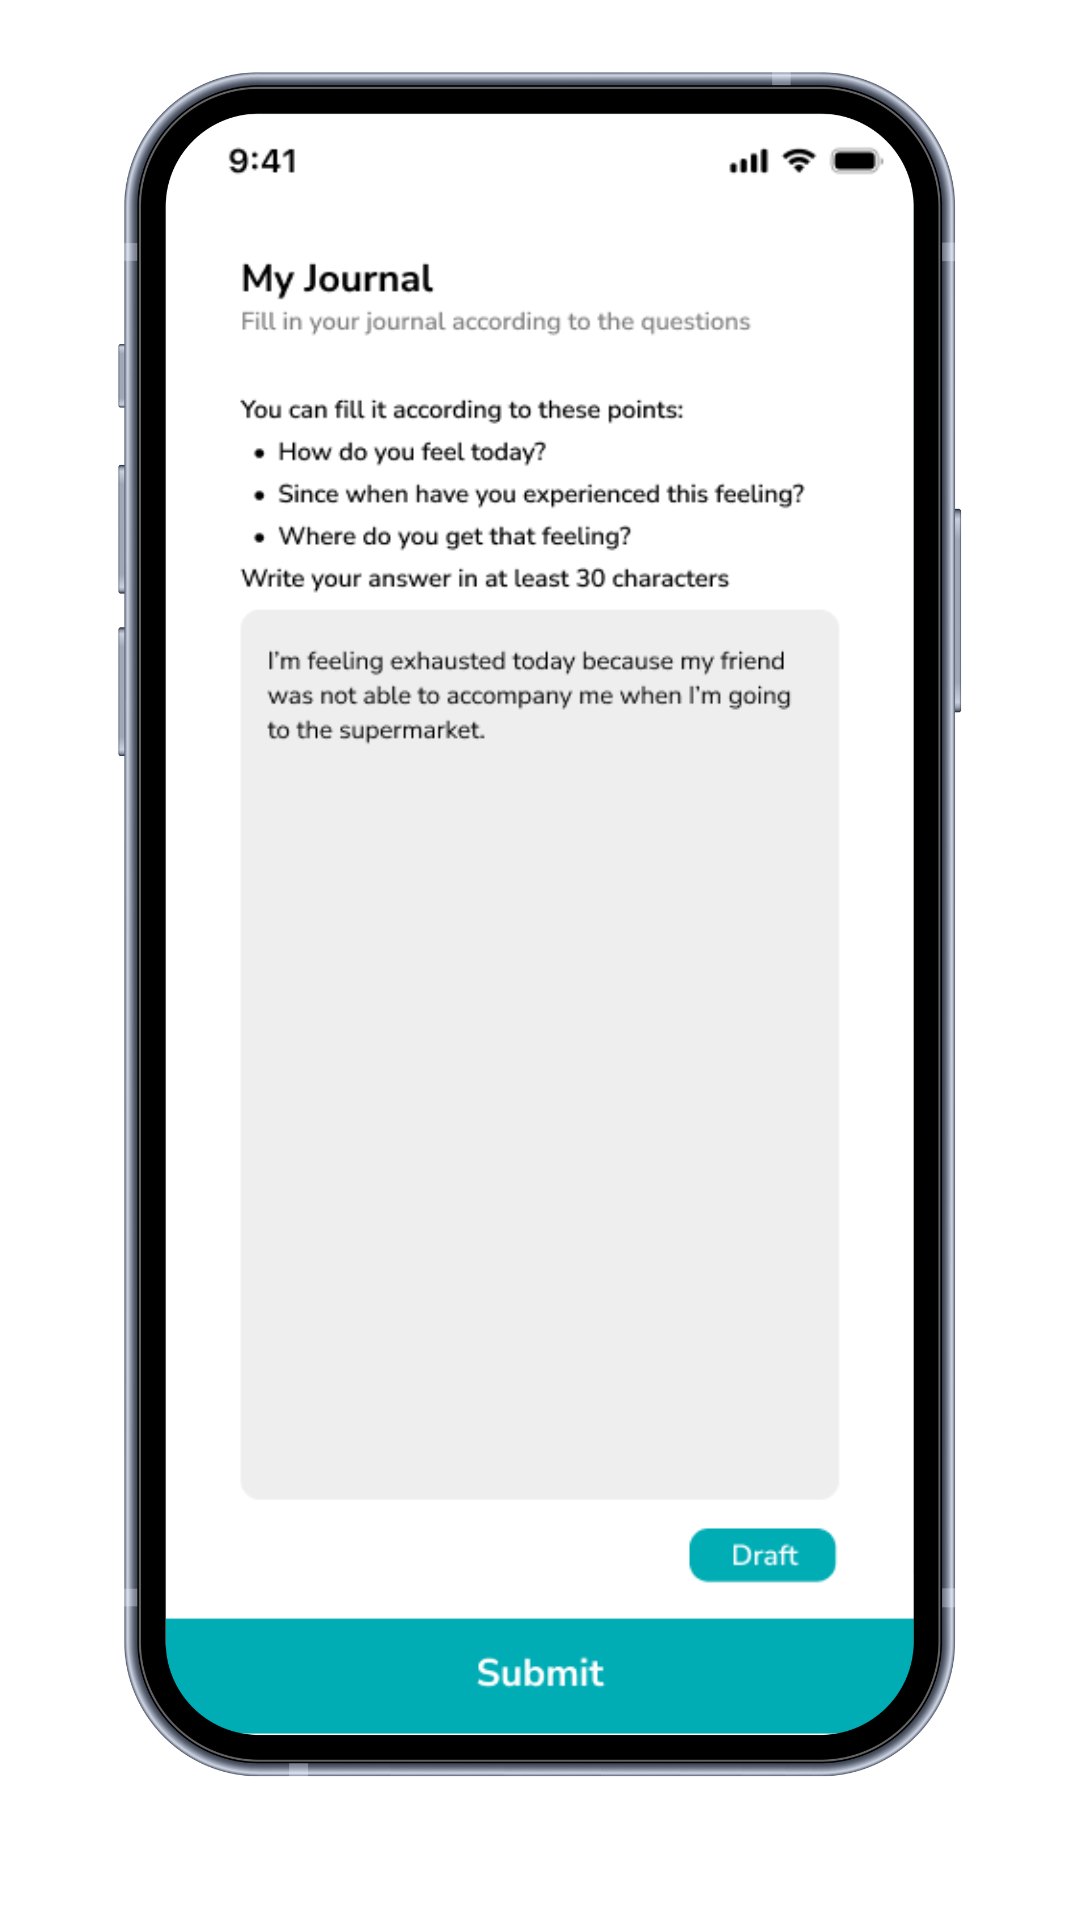 9:41
My Journal
Fill in your journal according to the questions
You can fill it according to these points:
• How do you feel today?
• Since when have you experienced this feeling?
• Where do you get that feeling?
Write your answer in at least 30 characters
I'm feeling exhausted today because my friend
was not able to accompany me when I'm going
to the supermarket.
Draft
Submit